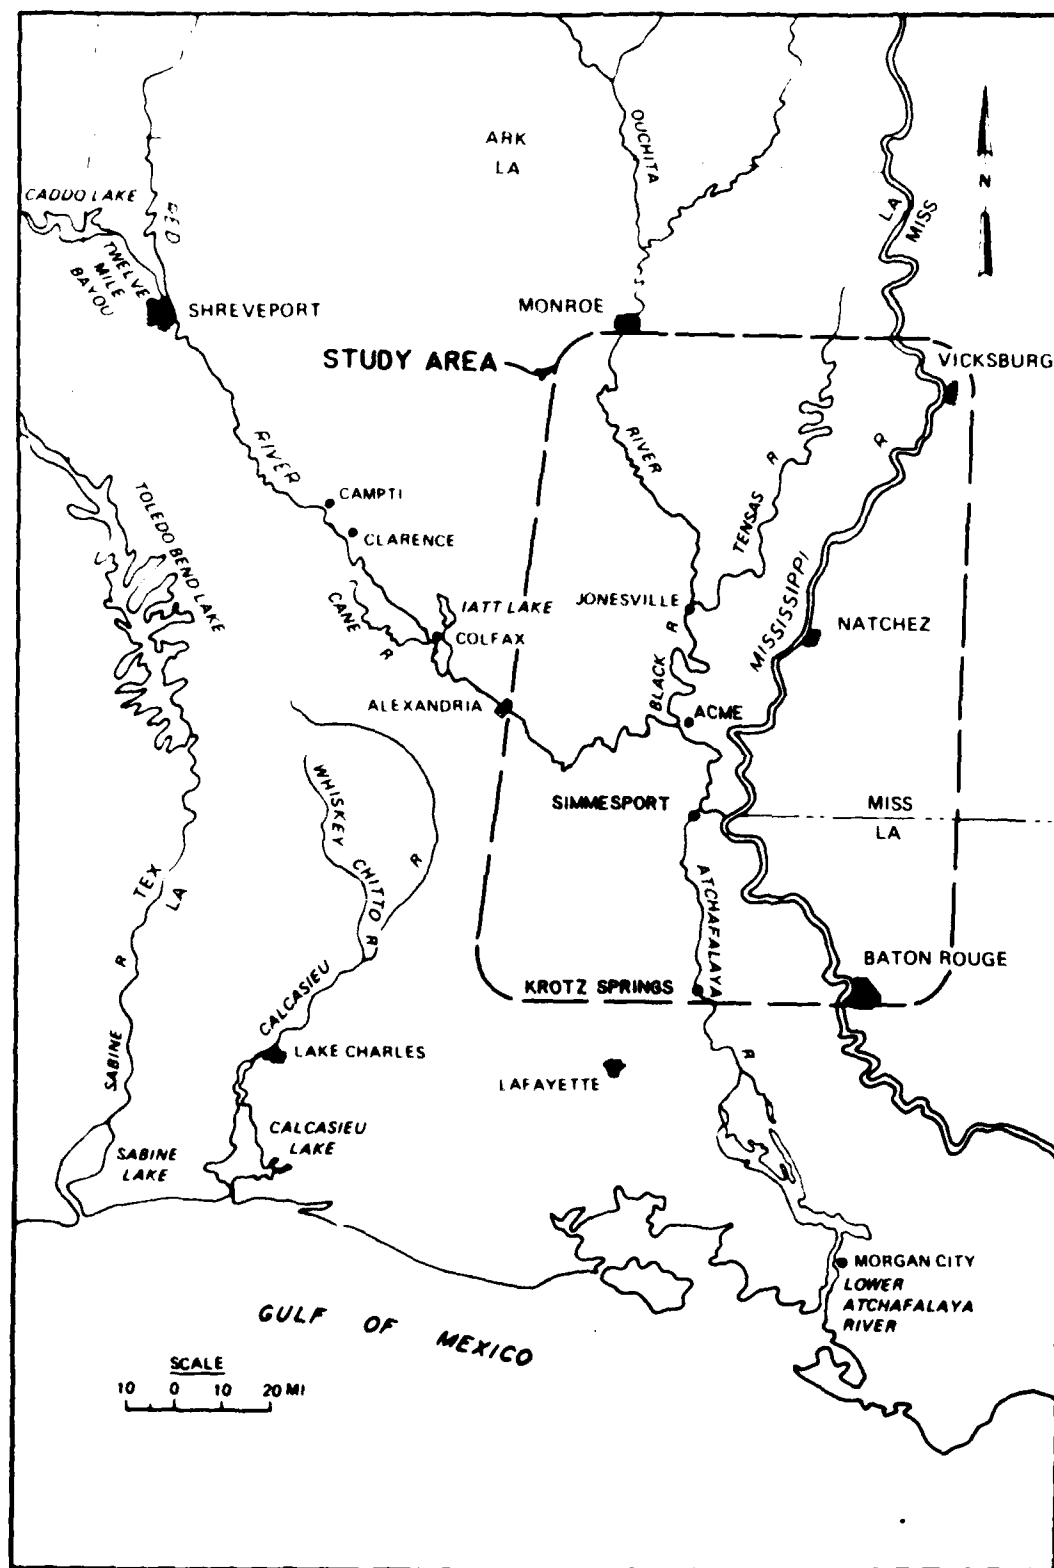 ARK
LA
OUCHITA
N
CADDO LAKE
RED
LA
MISS
TWELVE
MILE
BAYOU
SHREVEPORT
MONROE
STUDY AREA
VICKSBURG
RIVER
RIVER
R
R
CAMPTI
TENSAS
TOLEDO BEND LAKE
CLARENCE
MISSISSIPPI
CANE
R
IATT LAKE
JONESVILLE
COLFAX
R
NATCHEZ
BLACK
ALEXANDRIA
ACME
WHISKEY
CHITTO
R
R
SIMMESPORT
MISS
LA
TEX
LA
ATCHAFALAYA
R
BATON ROUGE
KROTZ SPRINGS
CALCASIEU
R
SABINE
LAKE CHARLES
LAFAYETTE
CALCASIEU
LAKE
SABINE
LAKE
MORGAN CITY
LOWER
ATCHAFALAYA
RIVER
GULF OF MEXICO
SCALE
10 0 10 20 MI